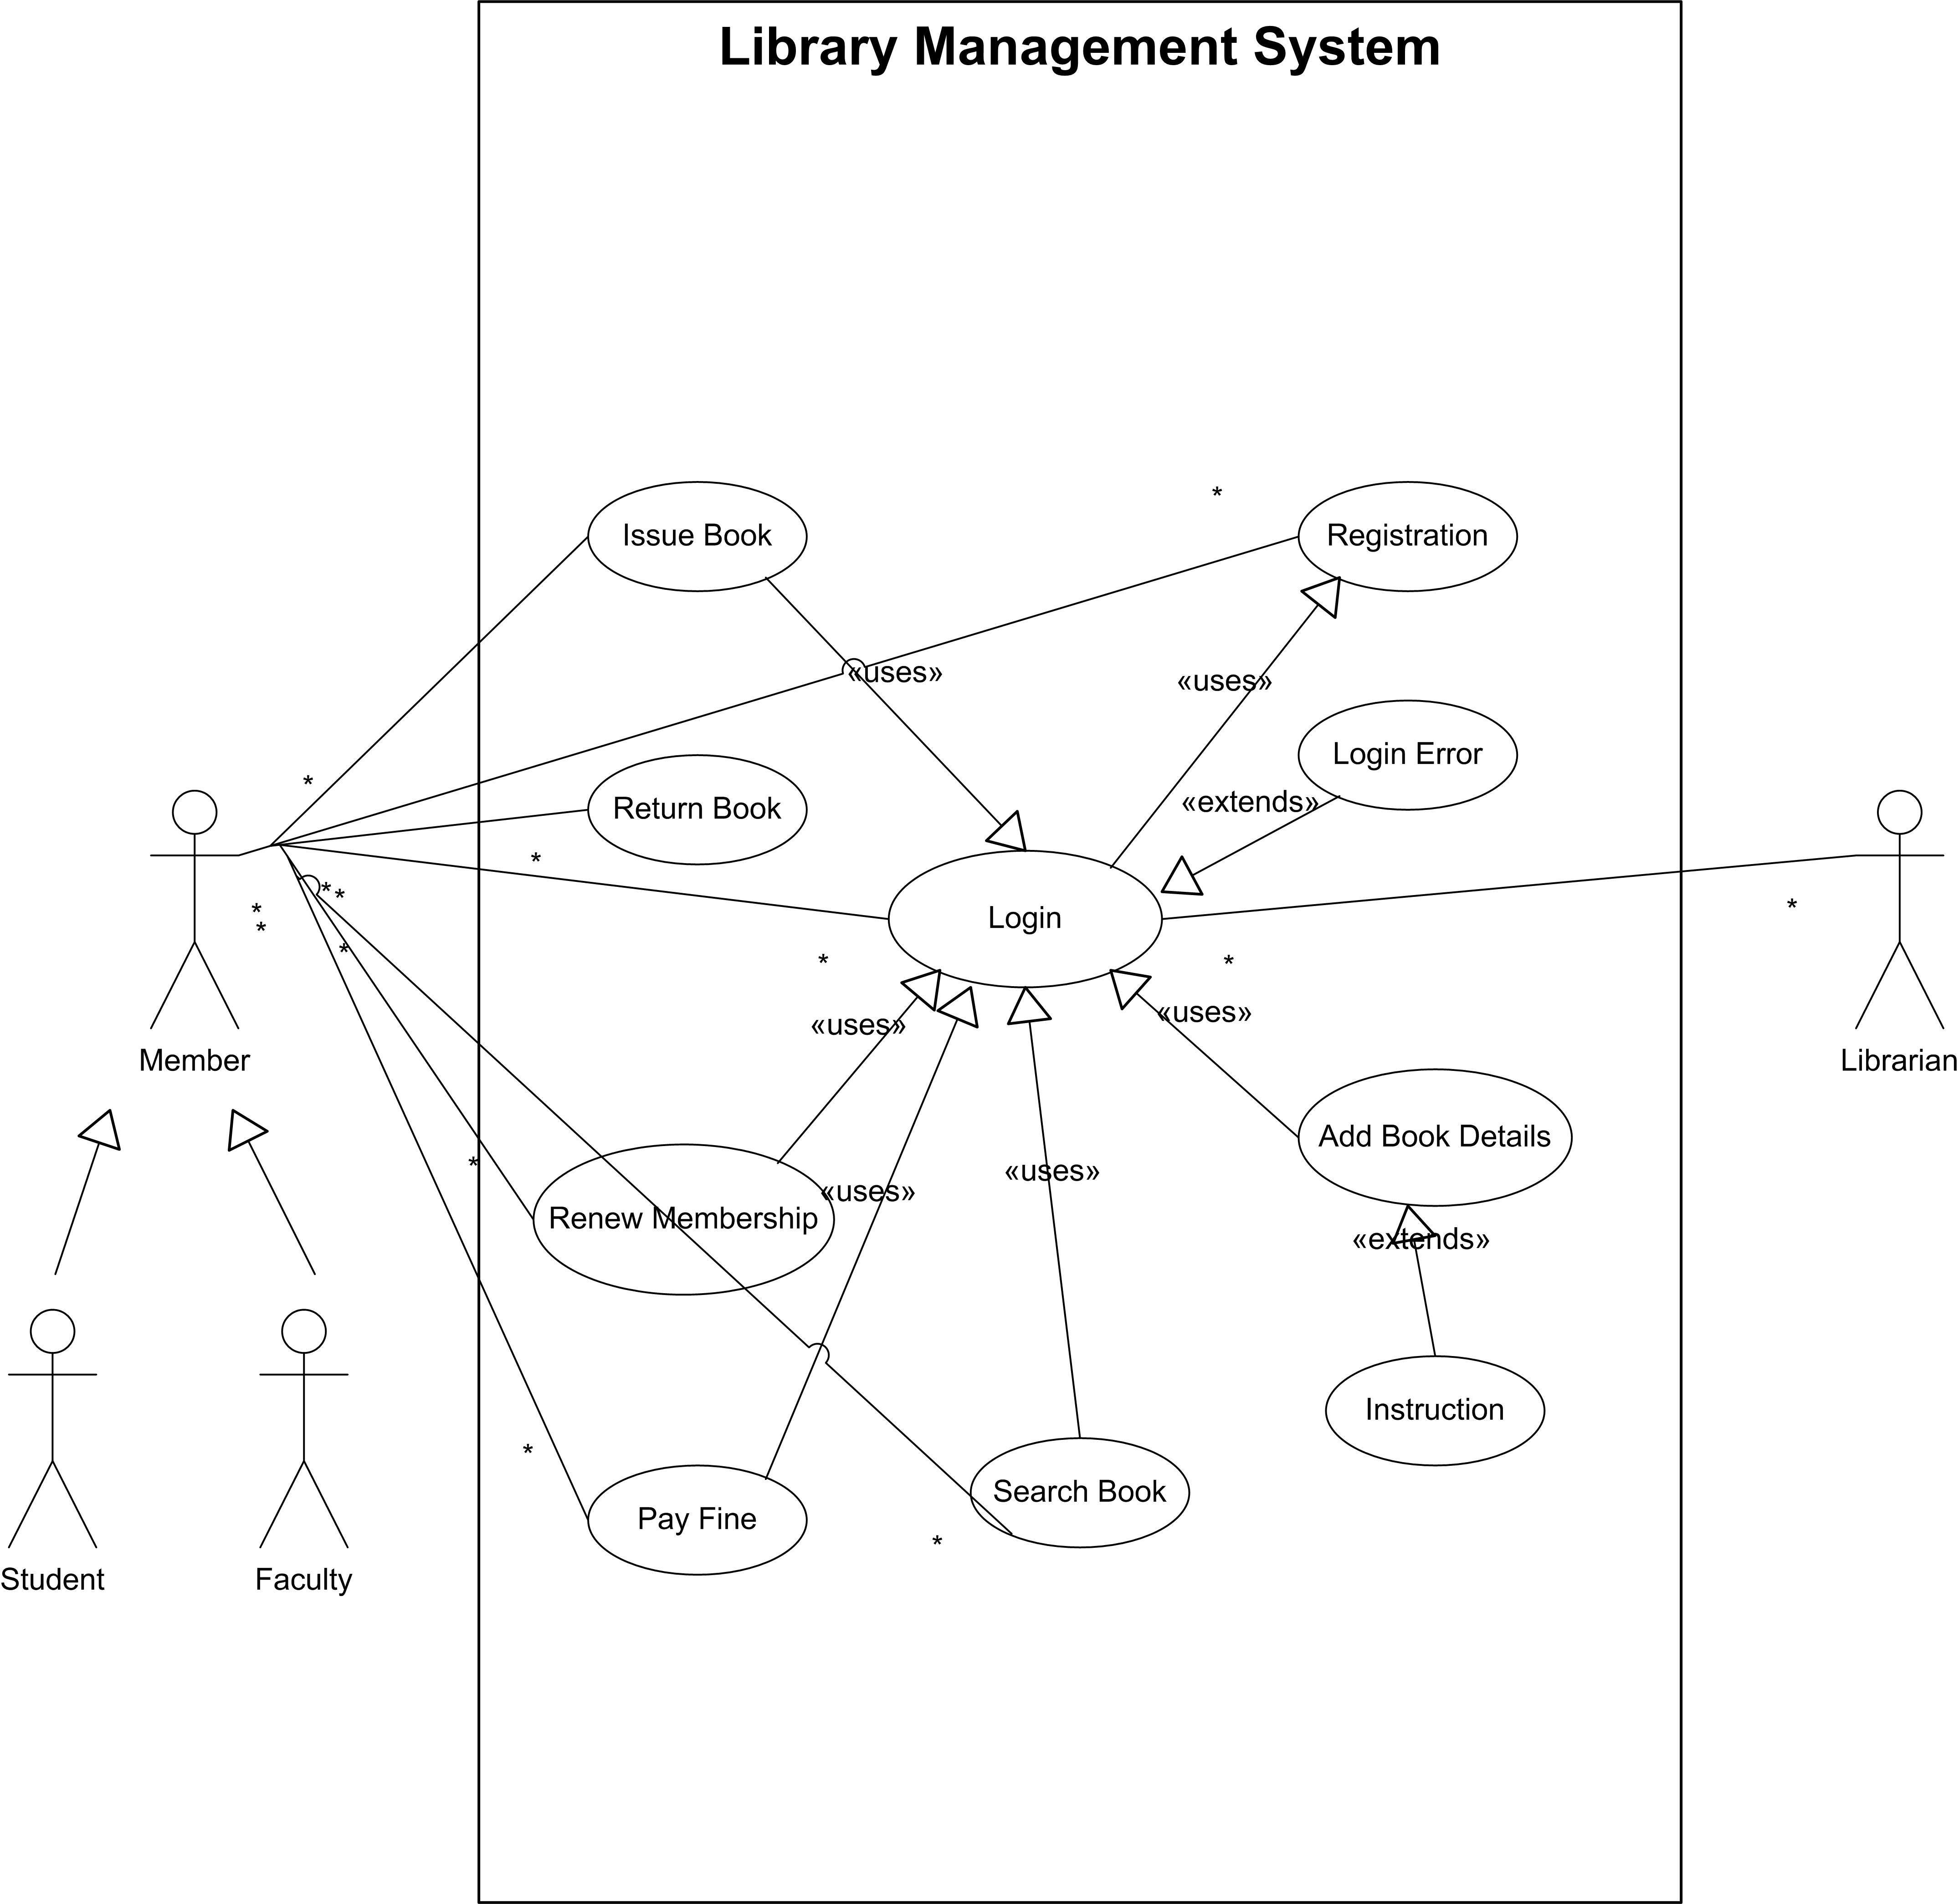 Library Management System
*
Issue Book
Registration
«uses»
«uses»
Login Error
*
«extends»
Return Book
*
* *
*
*
*
Login
*
*
*
*
«uses»
«uses»
Member
Librarian
Add Book Details
*
«uses»
«uses»
Renew Membership
«extends»
Instruction
*
Search Book
Pay Fine
*
Student
Faculty